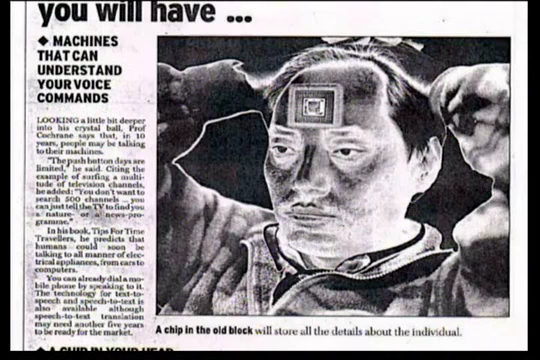 you will have ...
◆ MACHINES
THAT CAN
UNDERSTAND
YOUR VOICE
COMMANDS
LOOKING a little bit deeper
into his crystal ball, Prof
Cochrane says that, in 10
years, people may be talking
to their machines.
"The push button days are
limited," he said. Citing the
example of surfing a multi-
tude of television channels,
he added: "You don't want to
search 500 channels ... you
can just tell the TV to find you
a nature- or a news-pro-
gramme."
In his book, Tips For Time
Travellers, he predicts that
humans could soon be
talking to all manner of elec-
trical appliances, from cars to
computers.
You can already dial a mo-
bile phone by speaking to it.
The technology for text-to-
speech and speech-to-text is
also available although
speech-to-text translation
may need another five years
to be ready for the market.
A chip in the old block will store all the details about the individual.
◆ A CHIP IN YOUR HEAD